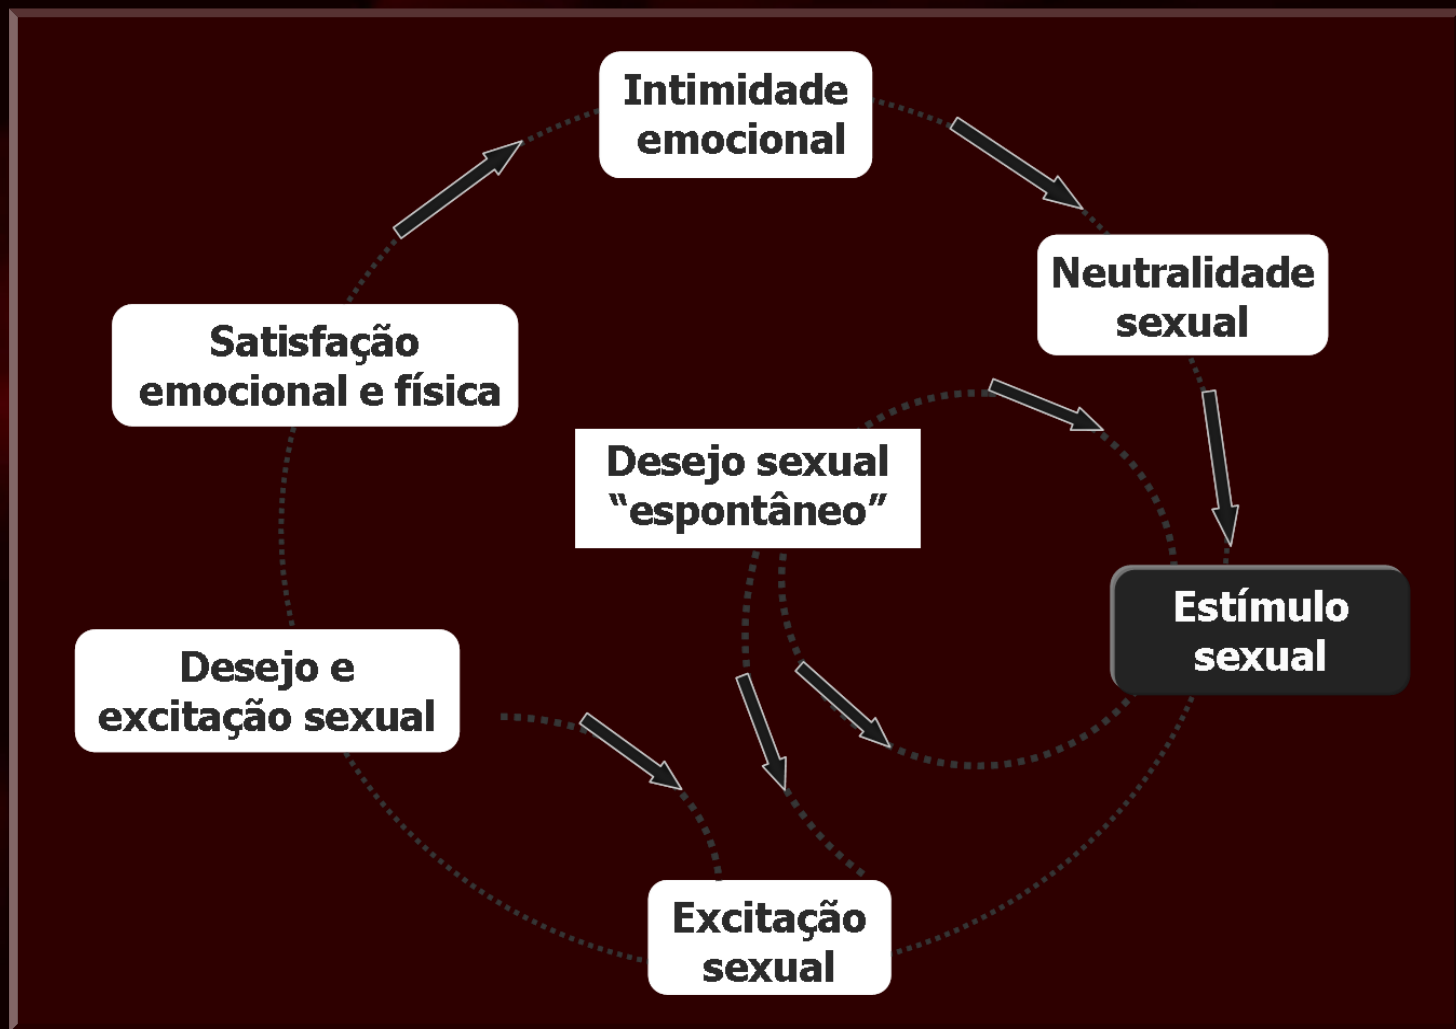 Intimidade
emocional
Neutralidade
sexual
Satisfação
emocional e física
Desejo sexual
“espontâneo”
Estímulo
sexual
Desejo e
excitação sexual
Excitação
sexual